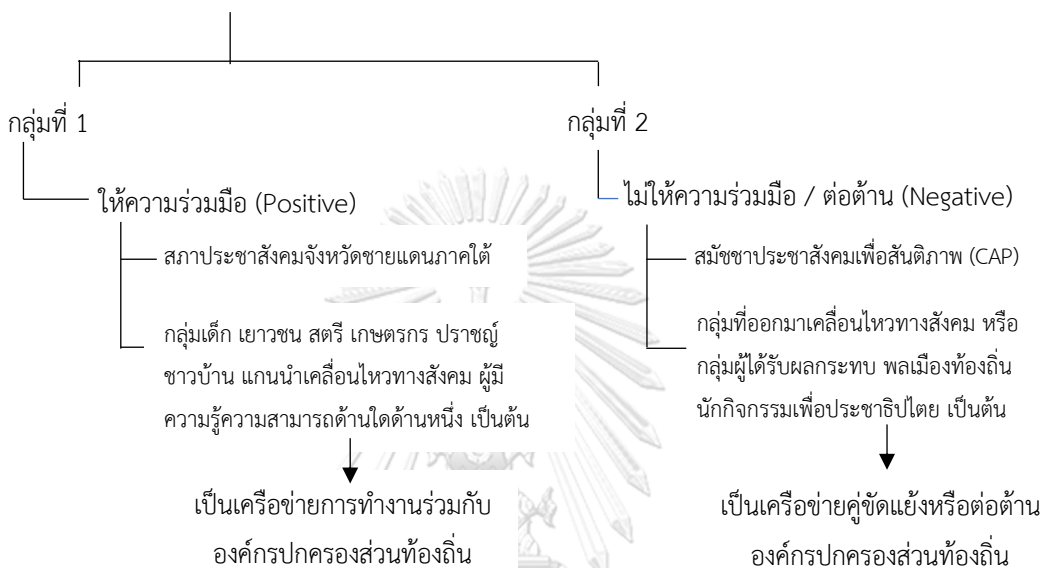 กลุ่มที่ 1
ให้ความร่วมมือ (Positive)
สภาประชาสังคมจังหวัดชายแดนภาคใต้
กลุ่มเด็ก เยาวชน สตรี เกษตรกร ปราชญ์
ชาวบ้าน แกนนำเคลื่อนไหวทางสังคม ผู้มี
ความรู้ความสามารถด้านใดด้านหนึ่ง เป็นต้น
เป็นเครือข่ายการทำงานร่วมกับ
องค์กรปกครองส่วนท้องถิ่น
กลุ่มที่ 2
ไม่ให้ความร่วมมือ / ต่อต้าน (Negative)
สมัชชาประชาสังคมเพื่อสันติภาพ (CAP)
กลุ่มที่ออกมาเคลื่อนไหวทางสังคม หรือ
กลุ่มผู้ได้รับผลกระทบ พลเมืองท้องถิ่น
นักกิจกรรมเพื่อประชาธิปไตย เป็นต้น
เป็นเครือข่ายคู่ขัดแย้งหรือต่อต้าน
องค์กรปกครองส่วนท้องถิ่น